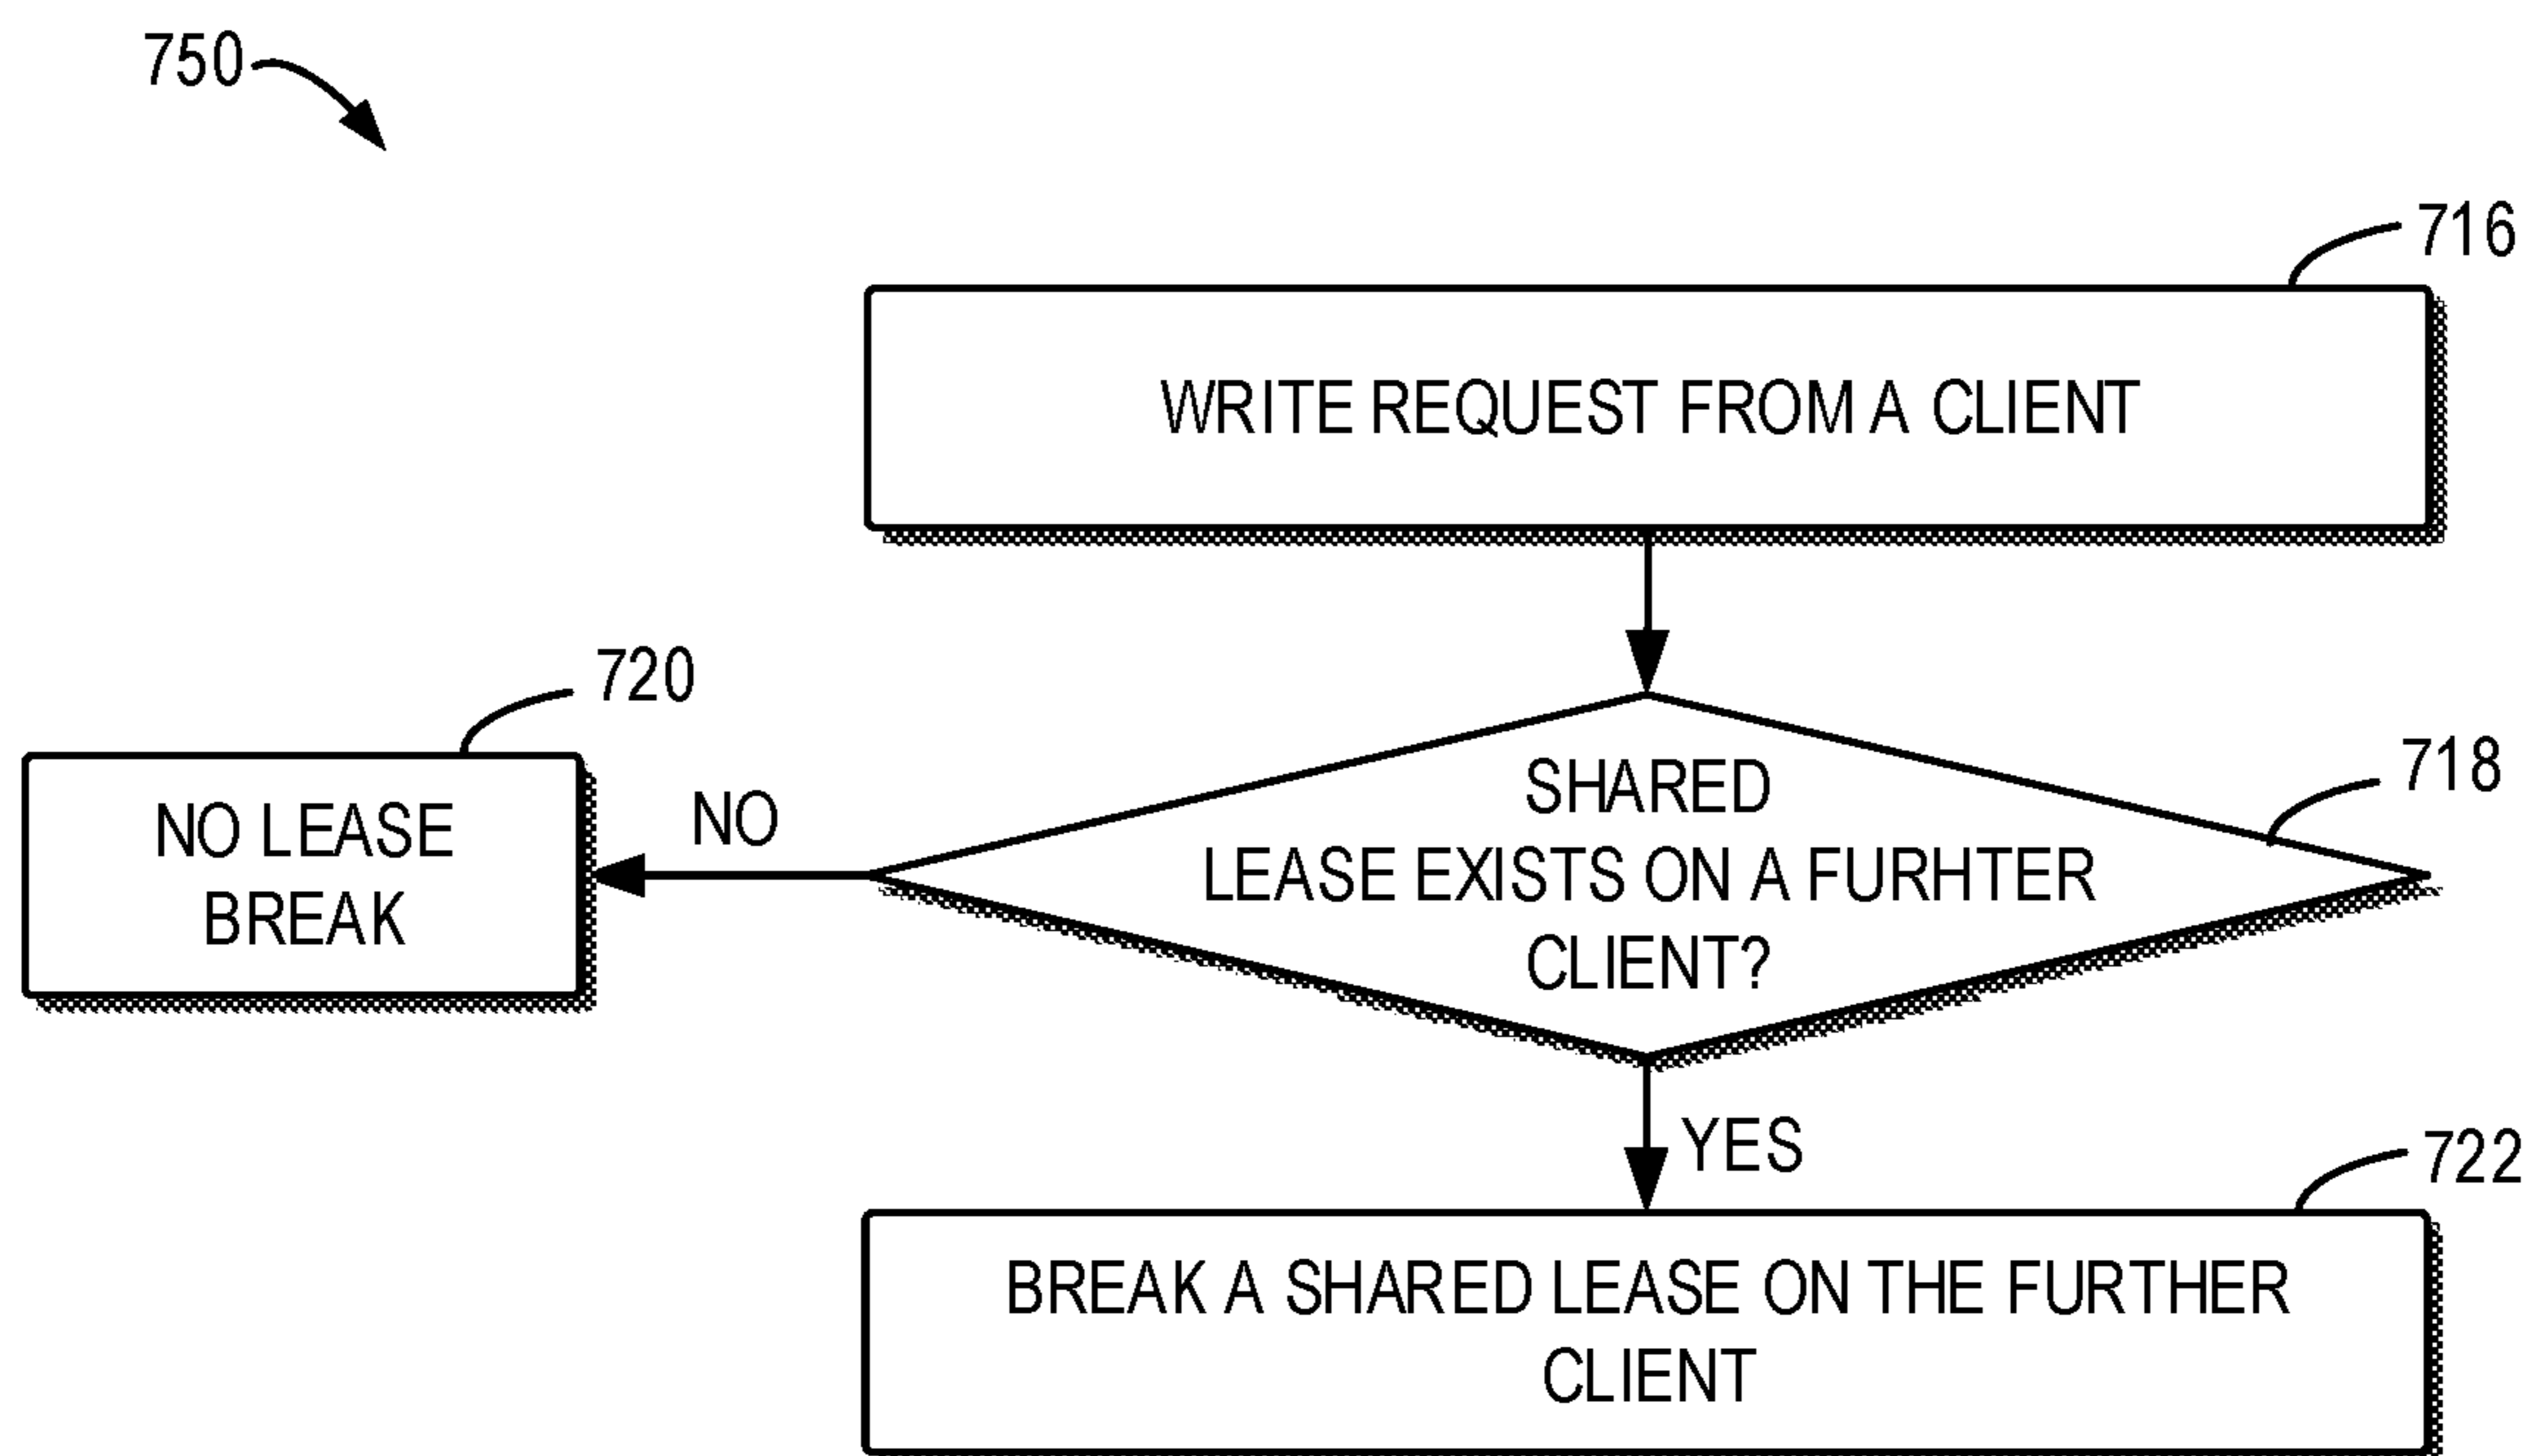 750
716
WRITE REQUEST FROM A CLIENT
720
NO LEASE
BREAK
NO
718
SHARED
LEASE EXISTS ON A FURHTER
CLIENT?
YES
722
BREAK A SHARED LEASE ON THE FURTHER
CLIENT